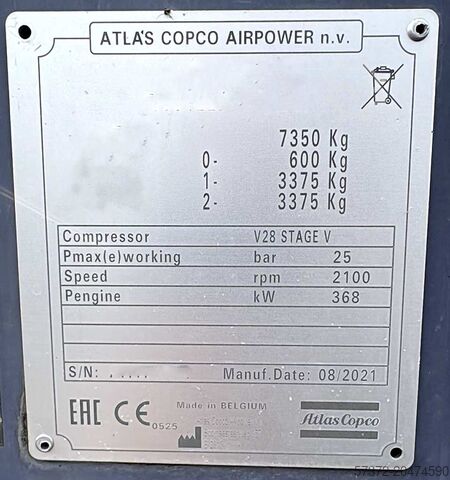 ATLAS COPCO AIRPOWER n.v.
7350 Kg
0- 600 Kg
1- 3375 Kg
2- 3375 Kg
Compressor V28 STAGE V
Pmax(e)working bar 25
Speed rpm 2100
Pengine kW 368
S/N: . . . . . Manuf.Date: 08/2021
EAC CE 0525
Made in BELGIUM
Atlas Copco
57372-20474590